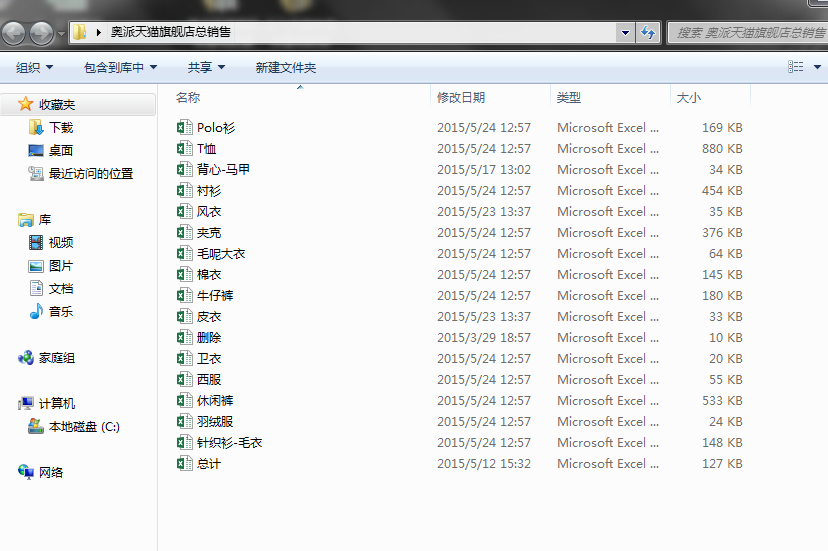 奥派天猫旗舰店总销售
搜索 奥派天猫旗舰店总销售
组织 包含到库中 共享 新建文件夹
收藏夹
下载
桌面
最近访问的位置
库
视频
图片
文档
音乐
家庭组
计算机
本地磁盘 (C:)
网络
名称 修改日期 类型 大小
Polo衫 2015/5/24 12:57 Microsoft Excel ... 169 KB
T恤 2015/5/24 12:57 Microsoft Excel ... 880 KB
背心-马甲 2015/5/17 13:02 Microsoft Excel ... 34 KB
衬衫 2015/5/24 12:57 Microsoft Excel ... 454 KB
风衣 2015/5/23 13:37 Microsoft Excel ... 35 KB
夹克 2015/5/24 12:57 Microsoft Excel ... 376 KB
毛呢大衣 2015/5/24 12:57 Microsoft Excel ... 64 KB
棉衣 2015/5/24 12:57 Microsoft Excel ... 145 KB
牛仔裤 2015/5/24 12:57 Microsoft Excel ... 180 KB
皮衣 2015/5/23 13:37 Microsoft Excel ... 33 KB
删除 2015/3/29 18:57 Microsoft Excel ... 10 KB
卫衣 2015/5/24 12:57 Microsoft Excel ... 20 KB
西服 2015/5/24 12:57 Microsoft Excel ... 55 KB
休闲裤 2015/5/24 12:57 Microsoft Excel ... 533 KB
羽绒服 2015/5/24 12:57 Microsoft Excel ... 24 KB
针织衫-毛衣 2015/5/24 12:57 Microsoft Excel ... 148 KB
总计 2015/5/12 15:32 Microsoft Excel ... 127 KB